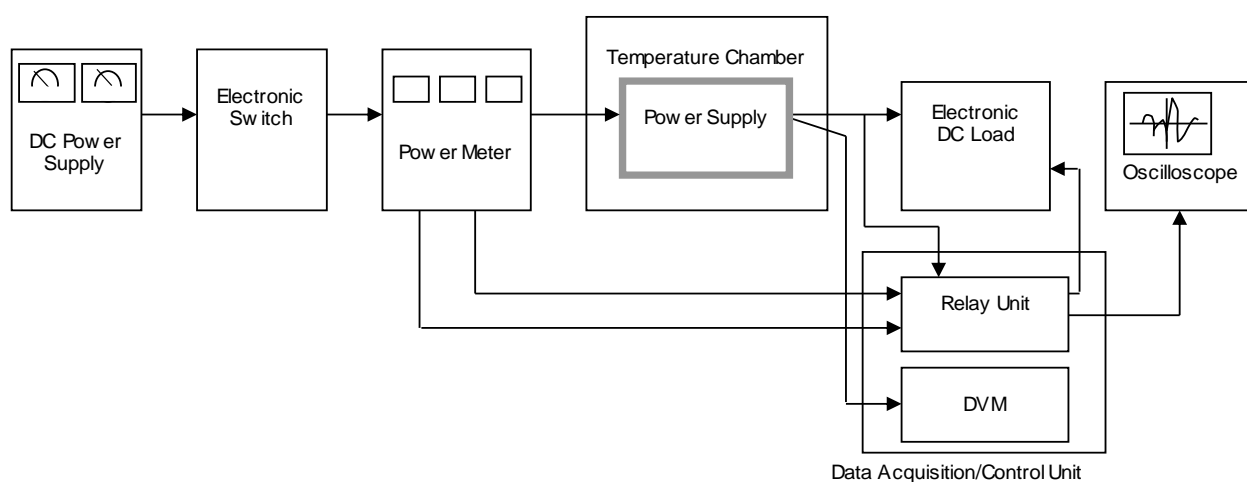 DC Power
Supply
Electronic
Switch
Power Meter
Temperature Chamber
Power Supply
Electronic
DC Load
Oscilloscope
Relay Unit
DVM
Data Acquisition/Control Unit